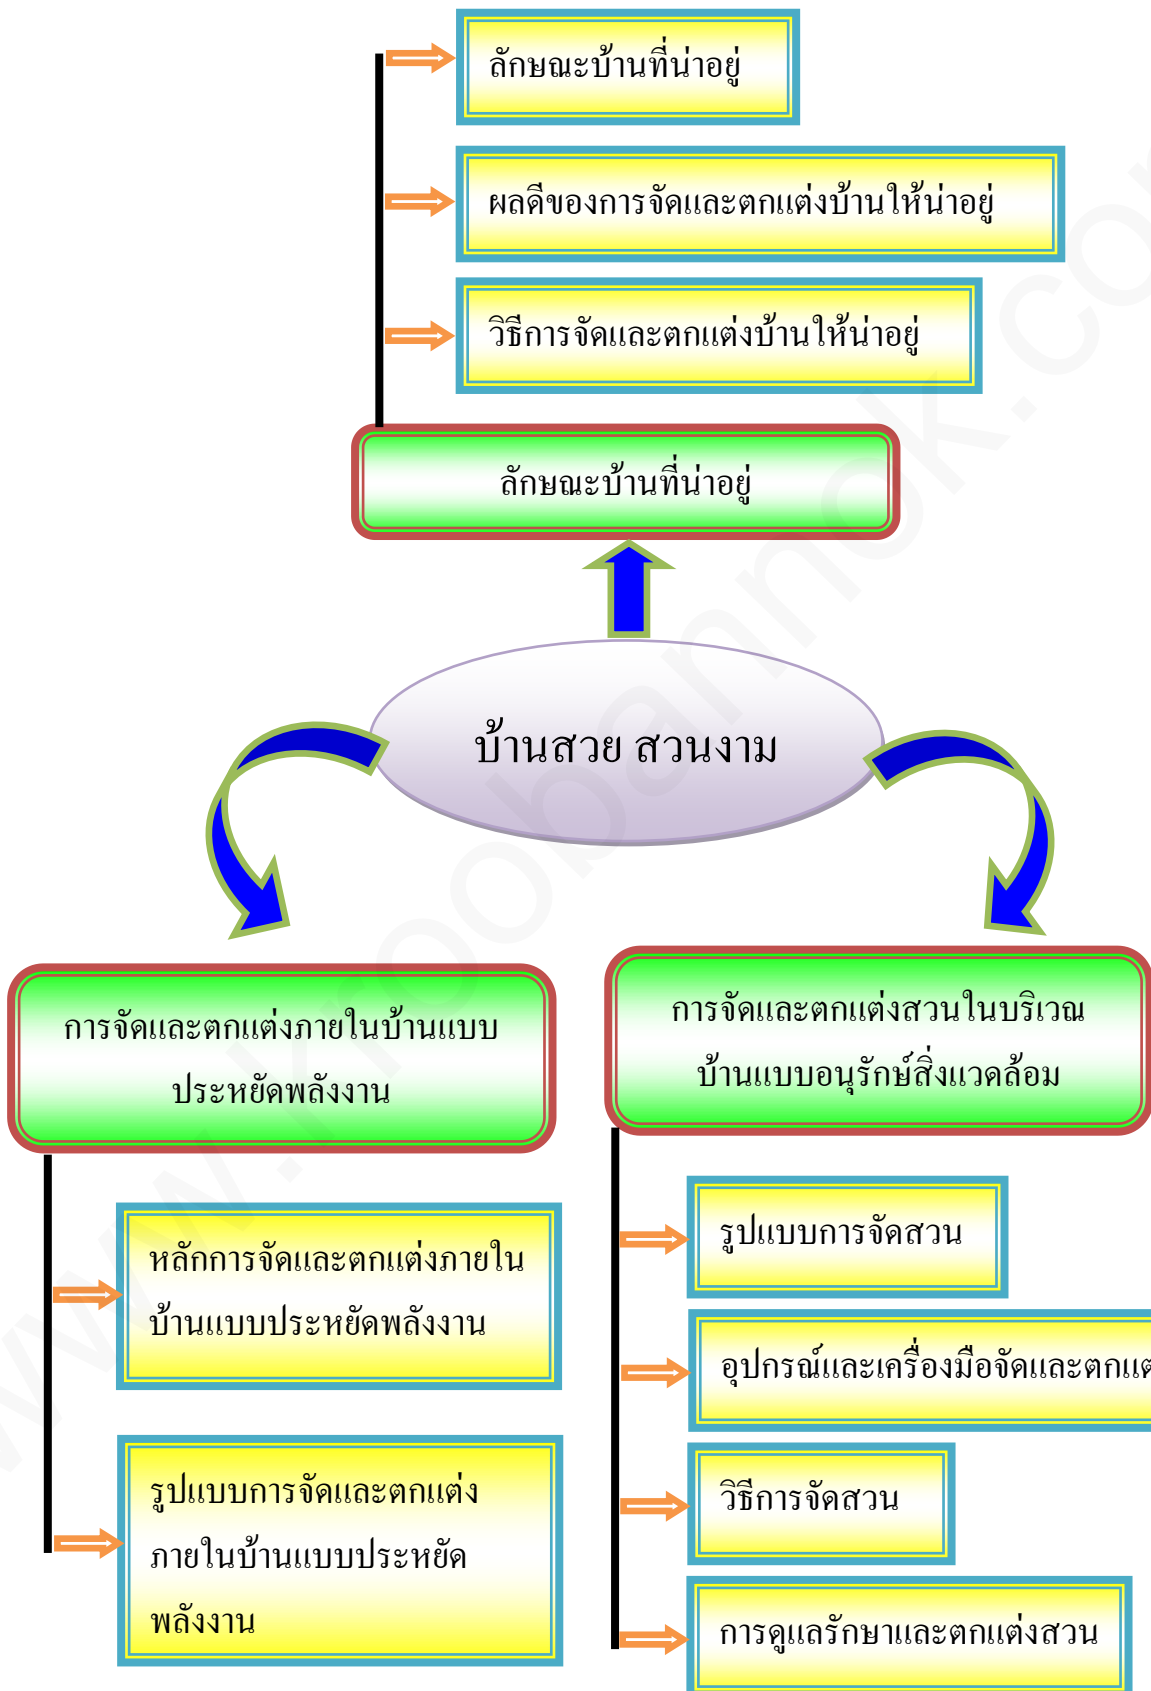 ลักษณะบ้านที่น่าอยู่
ผลดีของการจัดและตกแต่งบ้านให้น่าอยู่
วิธีการจัดและตกแต่งบ้านให้น่าอยู่
ลักษณะบ้านที่น่าอยู่
บ้านสวย สวนงาม
การจัดและตกแต่งภายในบ้านแบบ
ประหยัดพลังงาน
หลักการจัดและตกแต่งภายใน
บ้านแบบประหยัดพลังงาน
รูปแบบการจัดและตกแต่ง
ภายในบ้านแบบประหยัด
พลังงาน
การจัดและตกแต่งสวนในบริเวณ
บ้านแบบอนุรักษ์สิ่งแวดล้อม
รูปแบบการจัดสวน
อุปกรณ์และเครื่องมือจัดและตกแต
วิธีการจัดสวน
การดูแลรักษาและตกแต่งสวน
www.kroobannok.com